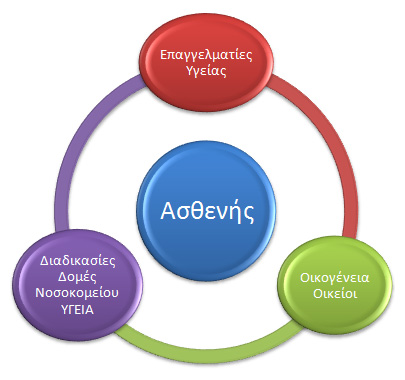 Επαγγελματίες
Υγείας
Ασθενής
Διαδικασίες
Δομές
Νοσοκομείου
ΥΓΕΙΑ
Οικογένεια
Οικείοι